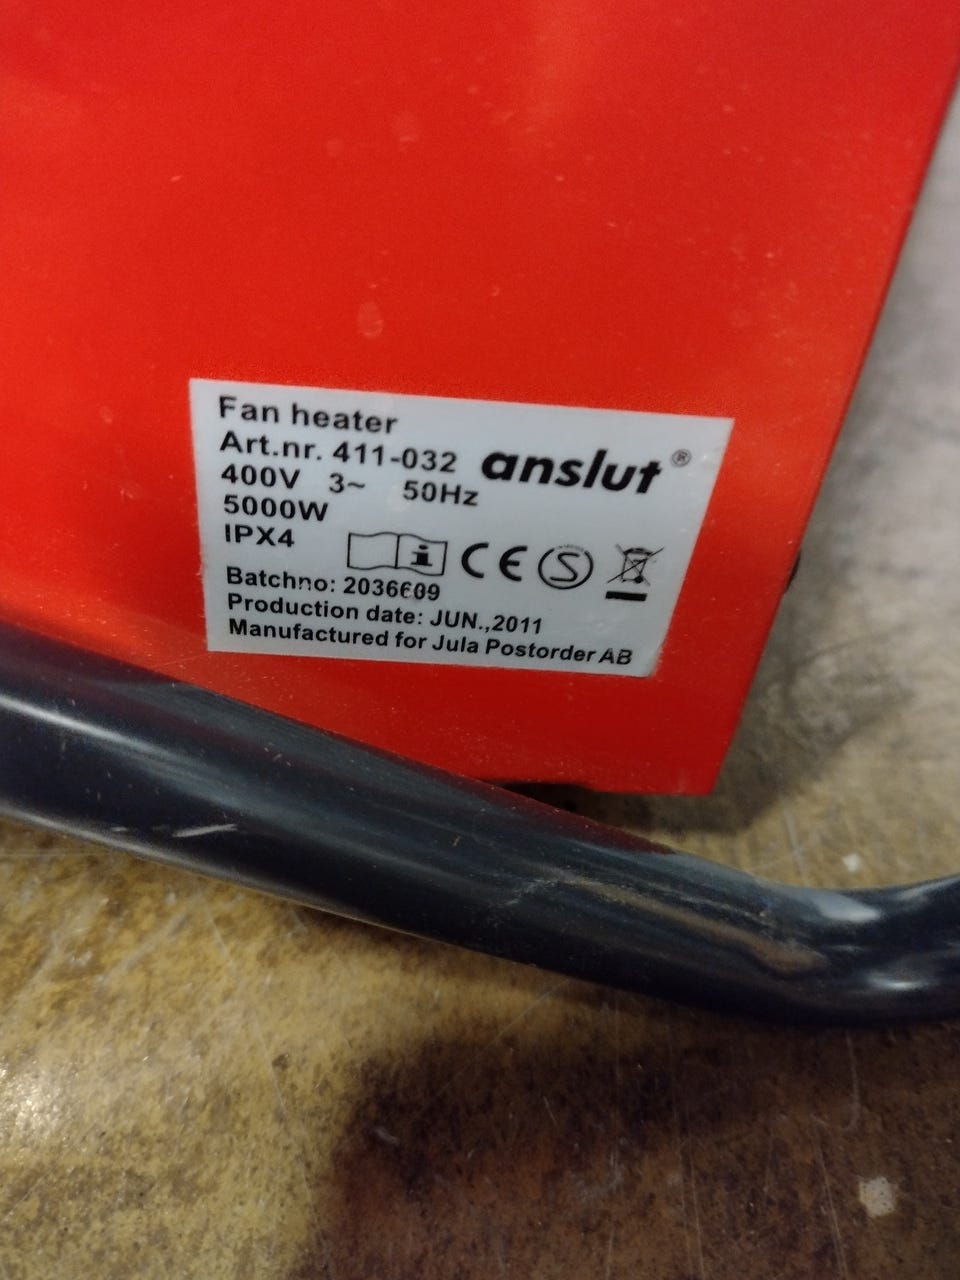 Fan heater
Art.nr. 411-032
anslut®
400V 3~ 50Hz
5000W
IPX4
i CE S
Batchno: 2036609
Production date: JUN.,2011
Manufactured for Jula Postorder AB